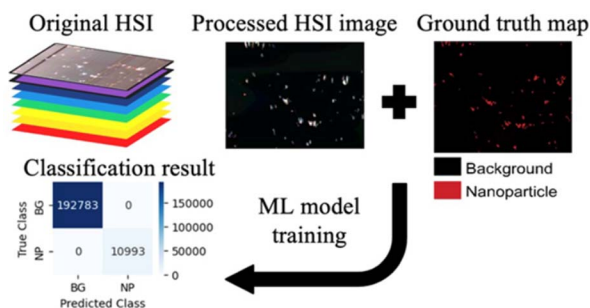 Original HSI
Processed HSI image
Ground truth map
Background
Nanoparticle
Classification result
True Class
BG
NP
192783
0
0
10993
150000
100000
50000
0
BG
NP
Predicted Class
ML model
training